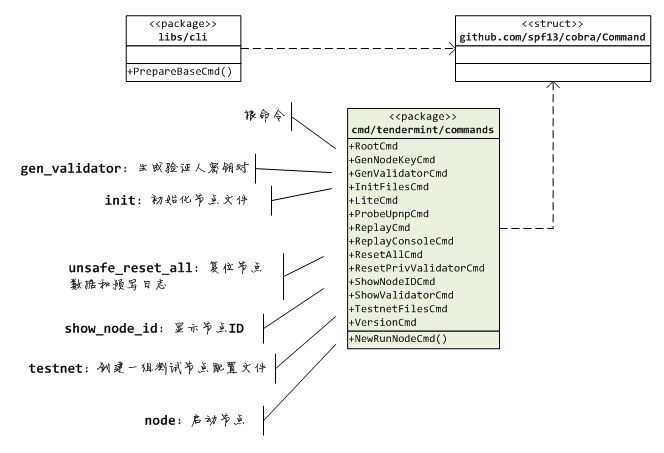 <<package>>
libs/cli
+PrepareBaseCmd()
<<struct>>
github.com/spf13/cobra/Command
根命令
gen_validator: 生成验证人密钥对
init: 初始化节点文件
unsafe_reset_all: 复位节点
数据和预写日志
show_node_id: 显示节点ID
testnet: 创建一组测试节点配置文件
node: 启动节点
<<package>>
cmd/tendermint/commands
+RootCmd
+GenNodeKeyCmd
+GenValidatorCmd
+InitFilesCmd
+LiteCmd
+ProbeUpnpCmd
+ReplayCmd
+ReplayConsoleCmd
+ResetAllCmd
+ResetPrivValidatorCmd
+ShowNodeIDCmd
+ShowValidatorCmd
+TestnetFilesCmd
+VersionCmd
+NewRunNodeCmd()